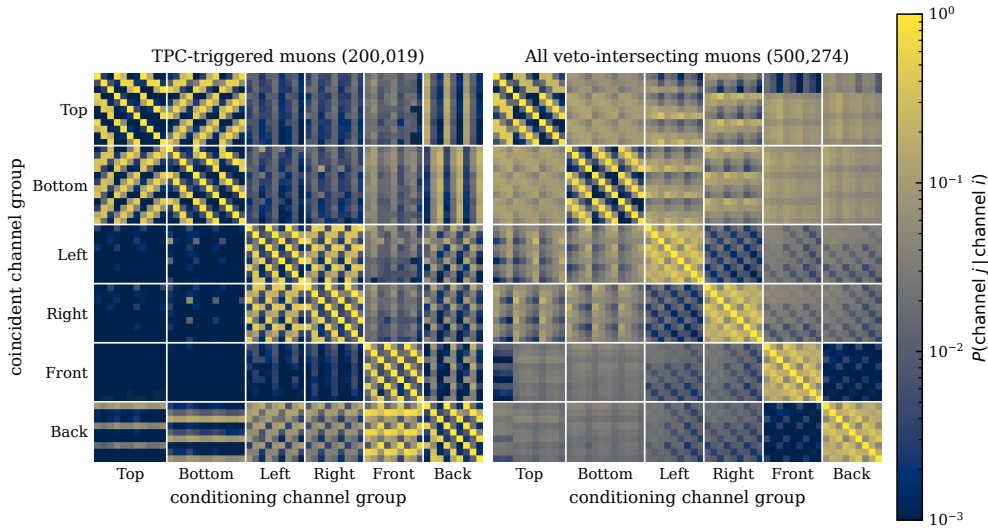 TPC-triggered muons (200,019)
All veto-intersecting muons (500,274)
coincident channel group
Top
Bottom
Left
Right
Front
Back
Top Bottom Left Right Front Back
conditioning channel group
Top Bottom Left Right Front Back
conditioning channel group
10⁰
10⁻¹
10⁻²
10⁻³
P(channel j | channel i)